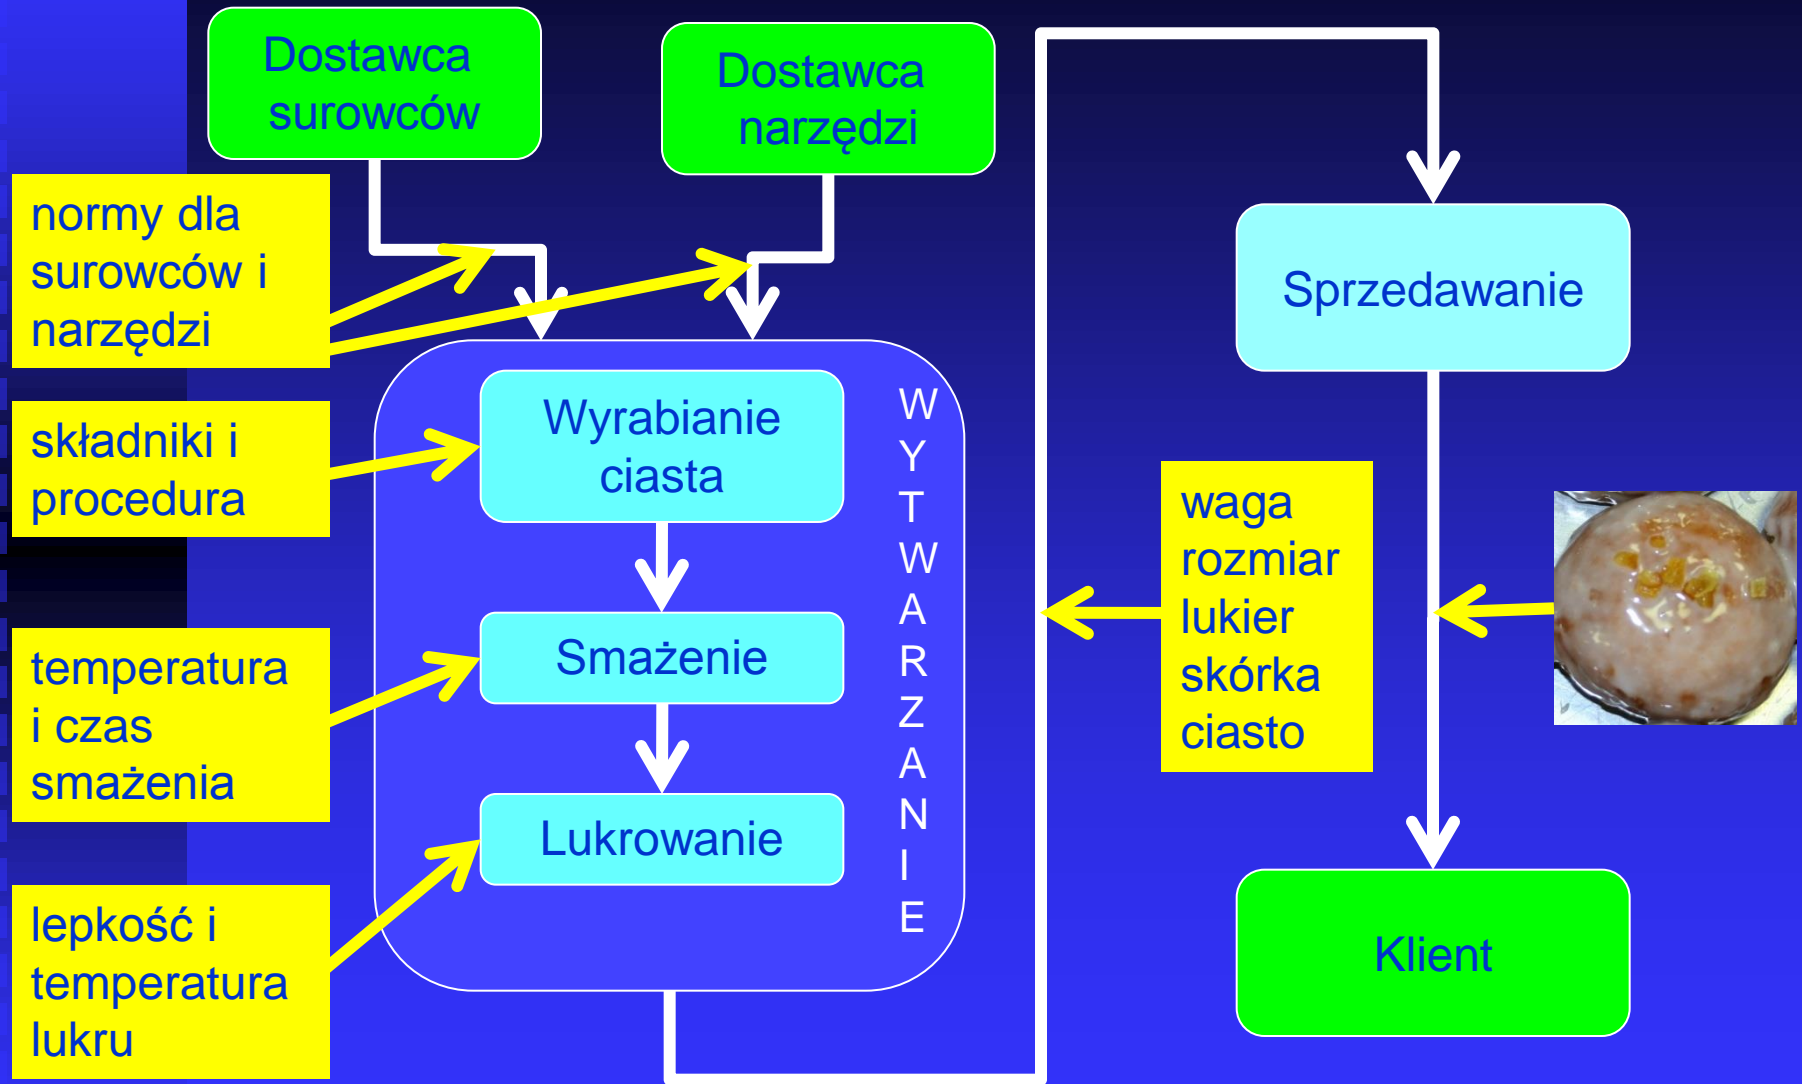 Dostawca
surowców
Dostawca
narzędzi
normy dla
surowców i
narzędzi
składniki i
procedura
temperatura
i czas
smażenia
lepkość i
temperatura
lukru
Wyrabianie
ciasta
Smażenie
Lukrowanie
W
Y
T
W
A
R
Z
A
N
I
E
Sprzedawanie
waga
rozmiar
lukier
skórka
ciasto
Klient